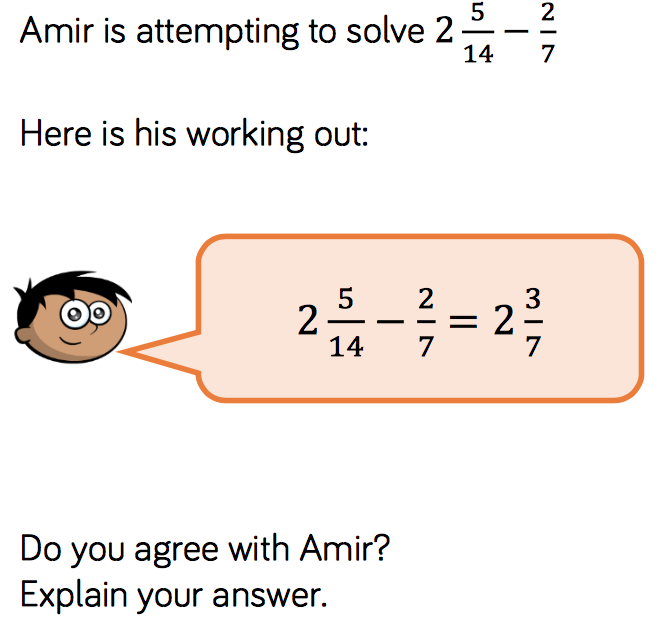 Amir is attempting to solve 2 5/14 − 2/7
Here is his working out:
2 5/14 − 2/7 = 2 3/7
Do you agree with Amir?
Explain your answer.